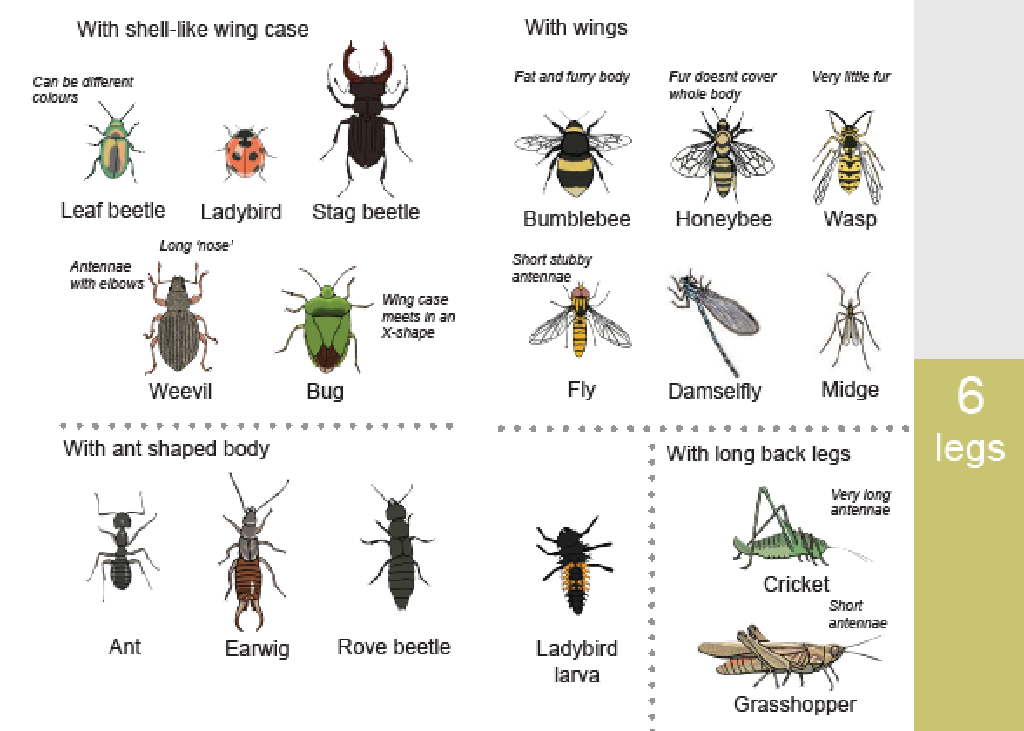 With shell-like wing case
Can be different
colours
Leaf beetle
Ladybird
Stag beetle
Long 'nose'
Antennae
with elbows
Wing case
meets in an
X-shape
Weevil
Bug
With wings
Fat and furry body
Fur doesnt cover
whole body
Very little fur
Bumblebee
Honeybee
Wasp
Short stubby
antennae
Fly
Damselfly
Midge
With ant shaped body
Ant
Earwig
Rove beetle
Ladybird
larva
With long back legs
Very long
antennae
Cricket
Short
antennae
Grasshopper
6
legs